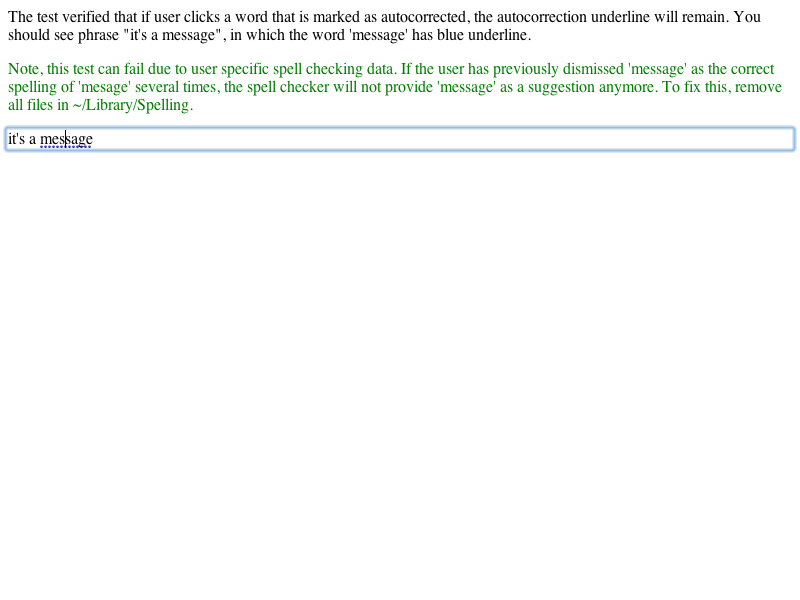 The test verified that if user clicks a word that is marked as autocorrected, the autocorrection underline will remain. You
should see phrase "it's a message", in which the word 'message' has blue underline.
Note, this test can fail due to user specific spell checking data. If the user has previously dismissed 'message' as the correct
spelling of 'mesage' several times, the spell checker will not provide 'message' as a suggestion anymore. To fix this, remove
all files in ~/Library/Spelling.
it's a message